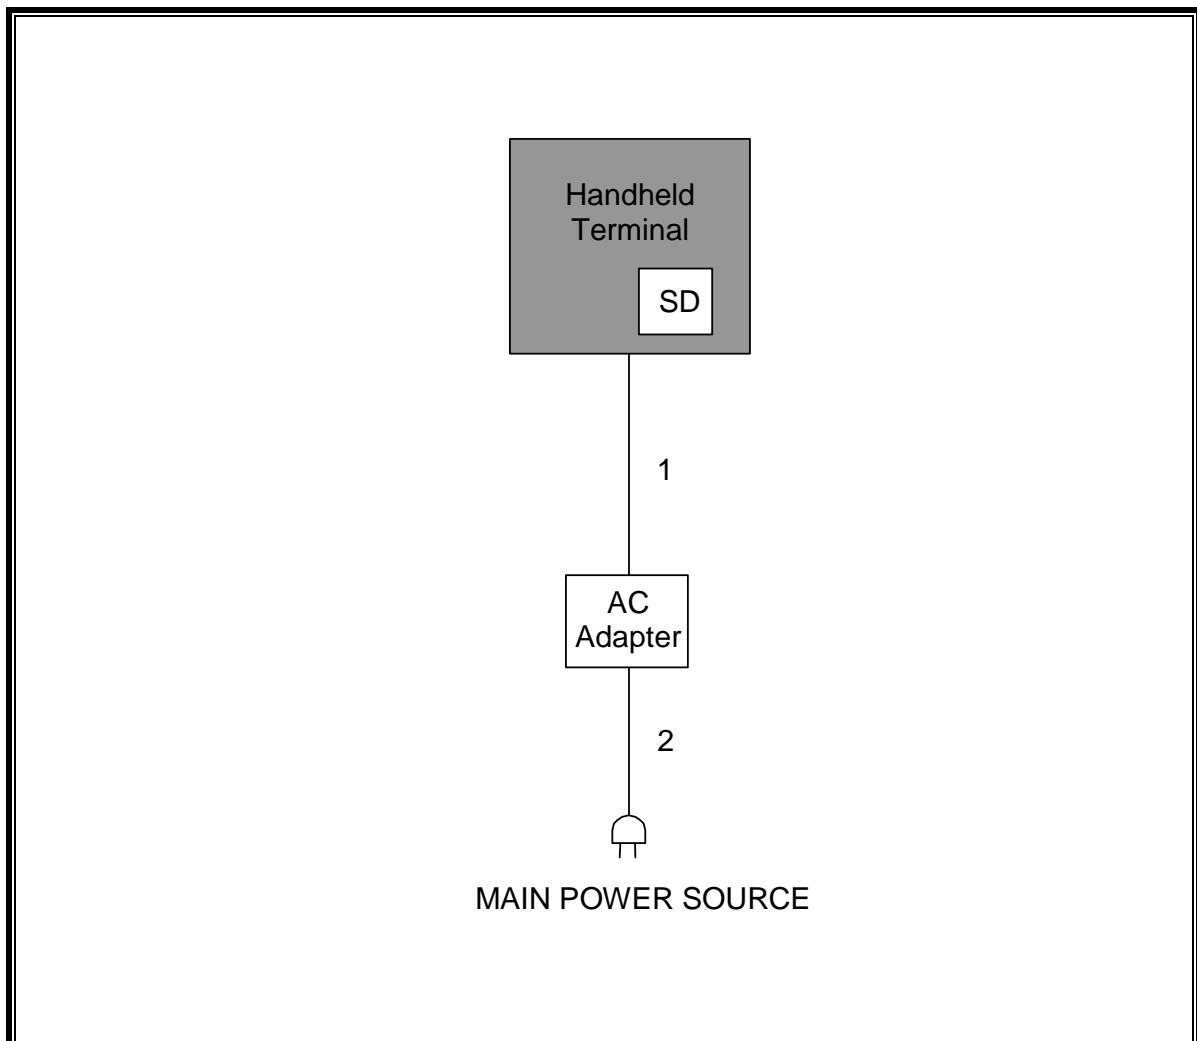 Handheld
Terminal
SD
1
AC
Adapter
2
MAIN POWER SOURCE